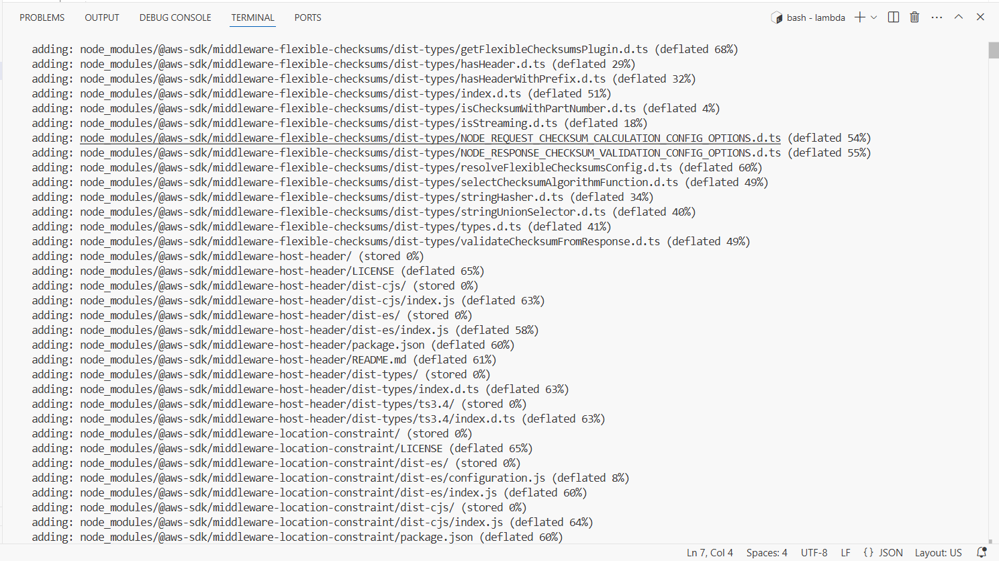 PROBLEMS OUTPUT DEBUG CONSOLE TERMINAL PORTS bash - lambda
adding: node_modules/@aws-sdk/middleware-flexible-checksums/dist-types/getFlexibleChecksumsPlugin.d.ts (deflated 68%)
adding: node_modules/@aws-sdk/middleware-flexible-checksums/dist-types/hasHeader.d.ts (deflated 29%)
adding: node_modules/@aws-sdk/middleware-flexible-checksums/dist-types/hasHeaderWithPrefix.d.ts (deflated 32%)
adding: node_modules/@aws-sdk/middleware-flexible-checksums/dist-types/index.d.ts (deflated 51%)
adding: node_modules/@aws-sdk/middleware-flexible-checksums/dist-types/isChecksumWithPartNumber.d.ts (deflated 4%)
adding: node_modules/@aws-sdk/middleware-flexible-checksums/dist-types/isStreaming.d.ts (deflated 18%)
adding: node_modules/@aws-sdk/middleware-flexible-checksums/dist-types/NODE_REQUEST_CHECKSUM_CALCULATION_CONFIG_OPTIONS.d.ts (deflated 54%)
adding: node_modules/@aws-sdk/middleware-flexible-checksums/dist-types/NODE_RESPONSE_CHECKSUM_VALIDATION_CONFIG_OPTIONS.d.ts (deflated 55%)
adding: node_modules/@aws-sdk/middleware-flexible-checksums/dist-types/resolveFlexibleChecksumsConfig.d.ts (deflated 60%)
adding: node_modules/@aws-sdk/middleware-flexible-checksums/dist-types/selectChecksumAlgorithmFunction.d.ts (deflated 49%)
adding: node_modules/@aws-sdk/middleware-flexible-checksums/dist-types/stringHasher.d.ts (deflated 34%)
adding: node_modules/@aws-sdk/middleware-flexible-checksums/dist-types/stringUnionSelector.d.ts (deflated 40%)
adding: node_modules/@aws-sdk/middleware-flexible-checksums/dist-types/types.d.ts (deflated 41%)
adding: node_modules/@aws-sdk/middleware-flexible-checksums/dist-types/validateChecksumFromResponse.d.ts (deflated 49%)
adding: node_modules/@aws-sdk/middleware-host-header/ (stored 0%)
adding: node_modules/@aws-sdk/middleware-host-header/LICENSE (deflated 65%)
adding: node_modules/@aws-sdk/middleware-host-header/dist-cjs/ (stored 0%)
adding: node_modules/@aws-sdk/middleware-host-header/dist-cjs/index.js (deflated 63%)
adding: node_modules/@aws-sdk/middleware-host-header/dist-es/ (stored 0%)
adding: node_modules/@aws-sdk/middleware-host-header/dist-es/index.js (deflated 58%)
adding: node_modules/@aws-sdk/middleware-host-header/package.json (deflated 60%)
adding: node_modules/@aws-sdk/middleware-host-header/README.md (deflated 61%)
adding: node_modules/@aws-sdk/middleware-host-header/dist-types/ (stored 0%)
adding: node_modules/@aws-sdk/middleware-host-header/dist-types/index.d.ts (deflated 63%)
adding: node_modules/@aws-sdk/middleware-host-header/dist-types/ts3.4/ (stored 0%)
adding: node_modules/@aws-sdk/middleware-host-header/dist-types/ts3.4/index.d.ts (deflated 63%)
adding: node_modules/@aws-sdk/middleware-location-constraint/ (stored 0%)
adding: node_modules/@aws-sdk/middleware-location-constraint/LICENSE (deflated 65%)
adding: node_modules/@aws-sdk/middleware-location-constraint/dist-es/ (stored 0%)
adding: node_modules/@aws-sdk/middleware-location-constraint/dist-es/configuration.js (deflated 8%)
adding: node_modules/@aws-sdk/middleware-location-constraint/dist-es/index.js (deflated 60%)
adding: node_modules/@aws-sdk/middleware-location-constraint/dist-cjs/ (stored 0%)
adding: node_modules/@aws-sdk/middleware-location-constraint/dist-cjs/index.js (deflated 64%)
adding: node_modules/@aws-sdk/middleware-location-constraint/package.json (deflated 60%)
Ln 7, Col 4 Spaces: 4 UTF-8 LF {} JSON Layout: US